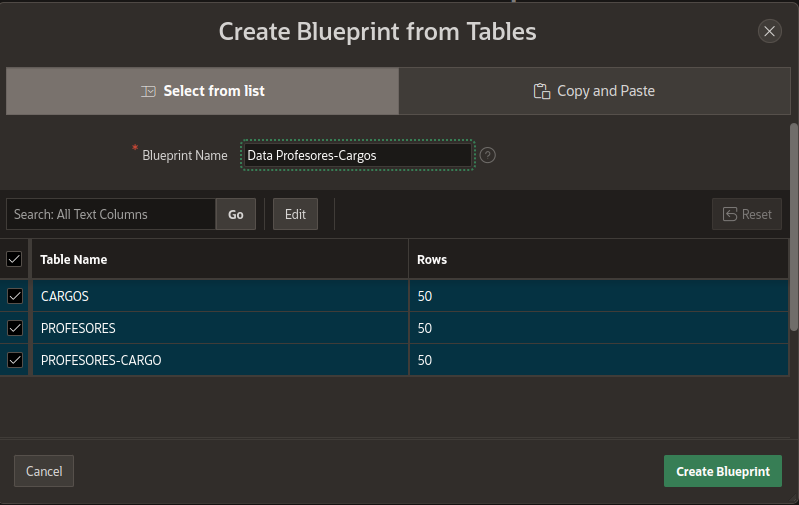 Create Blueprint from Tables
Select from list
Copy and Paste
* Blueprint Name
Data Profesores-Cargos
?
Search: All Text Columns
Go
Edit
Reset
Table Name Rows
CARGOS 50
PROFESORES 50
PROFESORES-CARGO 50
Cancel
Create Blueprint